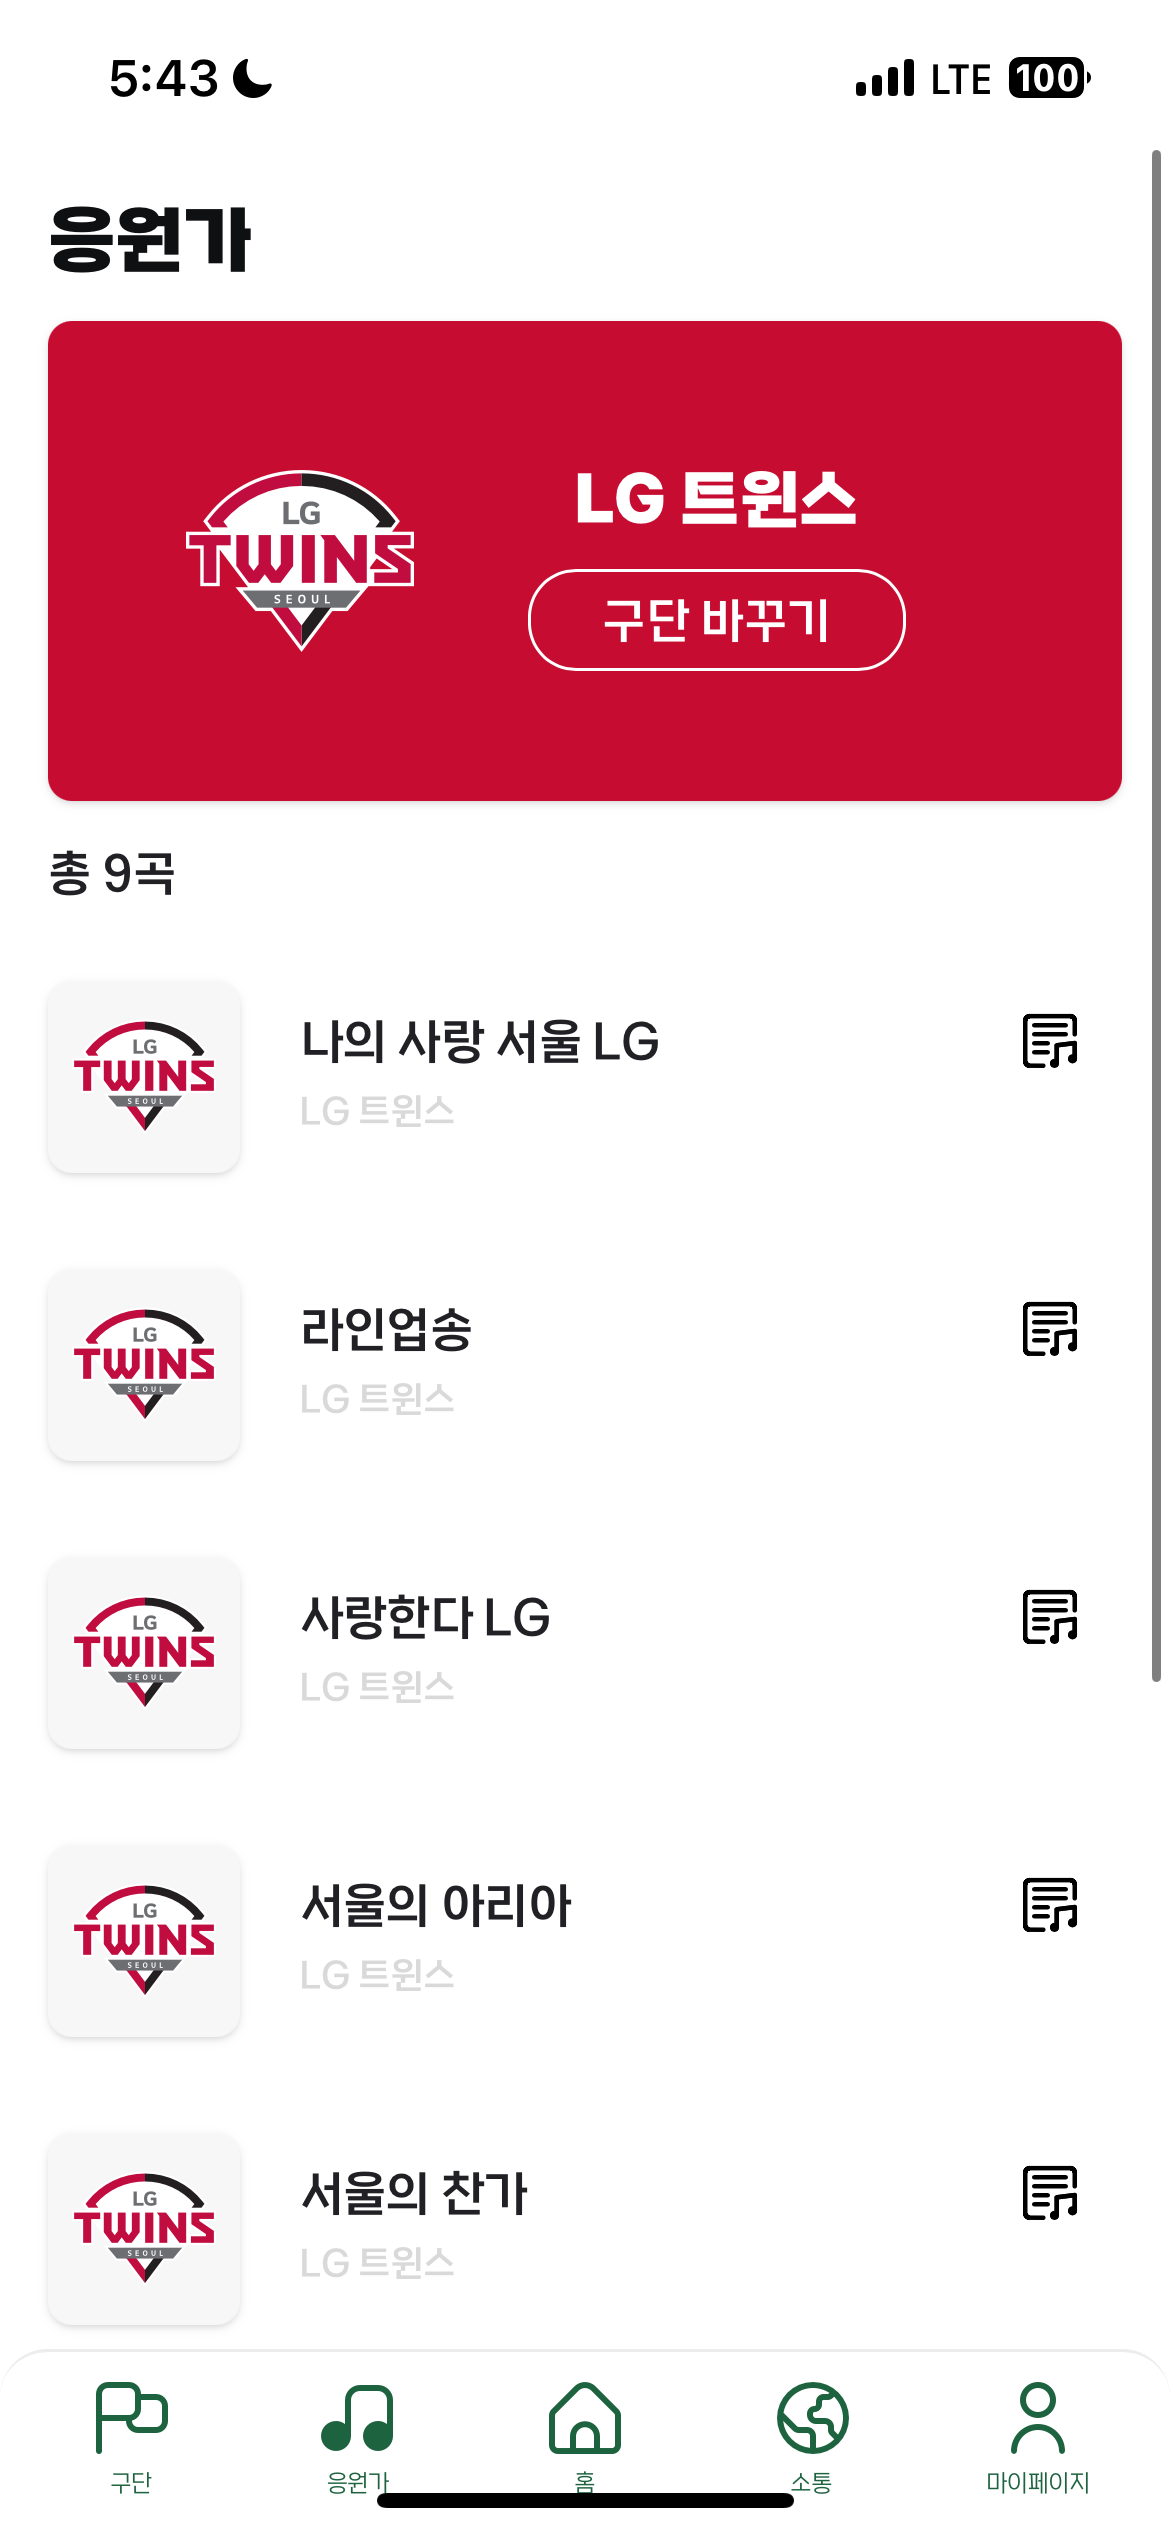 5:43
LTE 100
응원가
LG
TWINS
SEOUL
LG 트윈스
구단 바꾸기
총 9곡
LG
TWINS
SEOUL
나의 사랑 서울 LG
LG 트윈스
LG
TWINS
SEOUL
라인업송
LG 트윈스
LG
TWINS
SEOUL
사랑한다 LG
LG 트윈스
LG
TWINS
SEOUL
서울의 아리아
LG 트윈스
LG
TWINS
SEOUL
서울의 찬가
LG 트윈스
구단 응원가 홈 소통 마이페이지